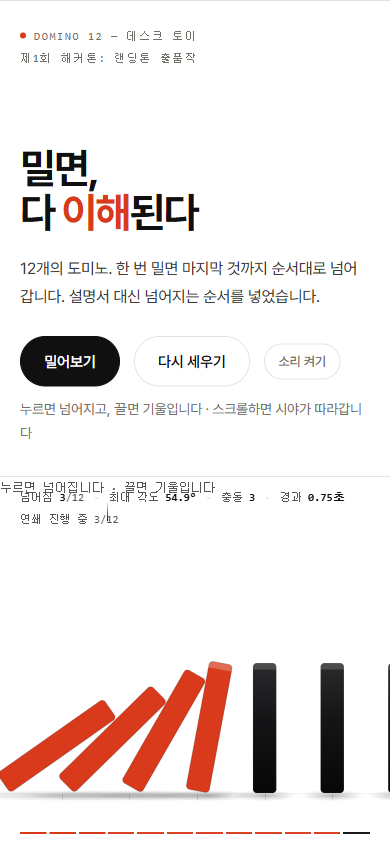 DOMINO 12 — 데스크 토이
제1회 해커톤: 랜딩톤 출품작
밀면,
다 이해된다
12개의 도미노. 한 번 밀면 마지막 것까지 순서대로 넘어
갑니다. 설명서 대신 넘어지는 순서를 넣었습니다.
밀어보기
다시 세우기
소리 켜기
누르면 넘어지고, 끌면 기울입니다 · 스크롤하면 시야가 따라갑니
다
누르면 넘어집니다 · 끌면 기울입니다
넘어짐 3/12 · 최대 각도 54.9° · 충돌 3 · 경과 0.75초
연쇄 진행 중 3/12